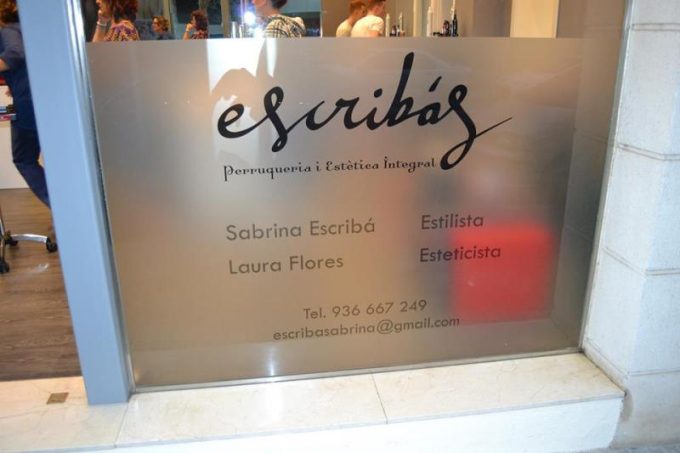 escribás
Perruqueria i Estètica Integral
Sabrina Escribá Estilista
Laura Flores Esteticista
Tel. 936 667 249
escribasabrina@gmail.com